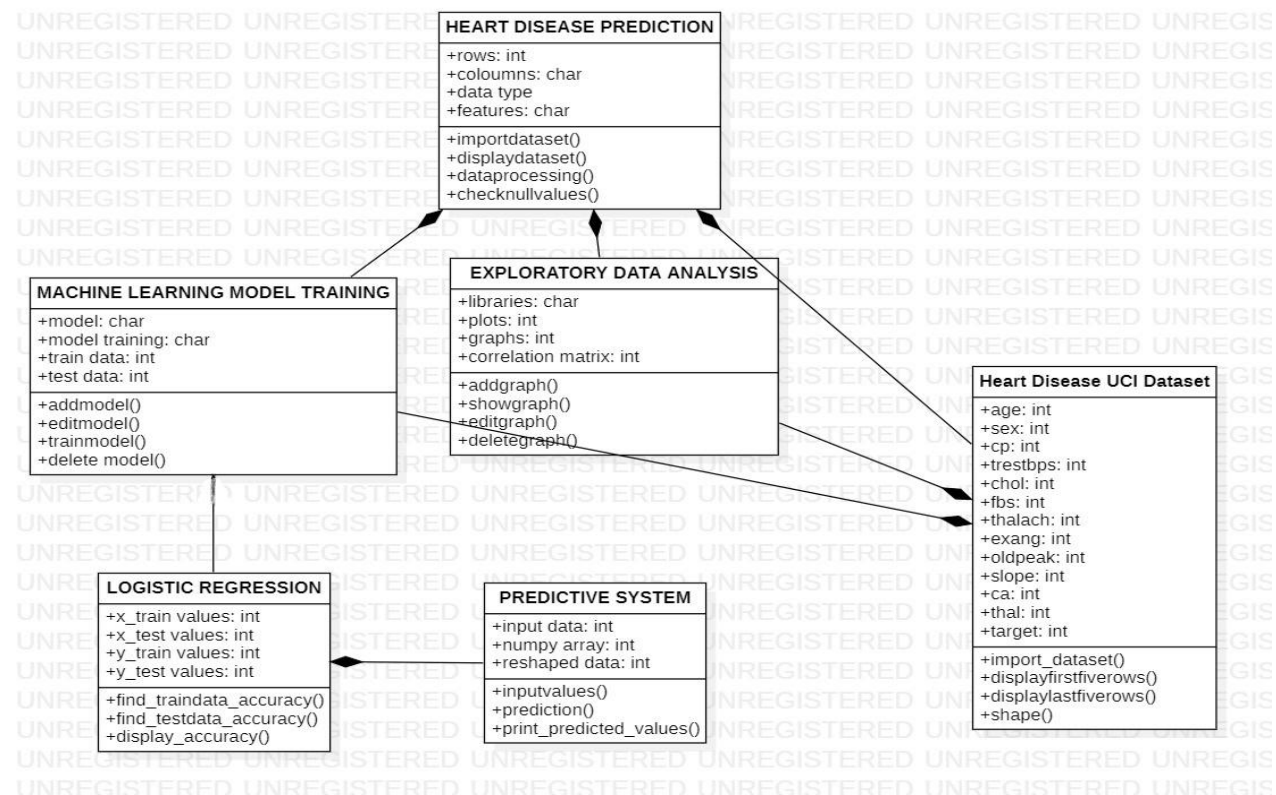 HEART DISEASE PREDICTION
+rows: int
+coloumns: char
+data type
+features: char
+importdataset()
+displaydataset()
+dataprocessing()
+checknullvalues()
MACHINE LEARNING MODEL TRAINING
+model: char
+model training: char
+train data: int
+test data: int
+addmodel()
+editmodel()
+trainmodel()
+delete model()
EXPLORATORY DATA ANALYSIS
+libraries: char
+plots: int
+graphs: int
+correlation matrix: int
+addgraph()
+showgraph()
+editgraph()
+deletegraph()
Heart Disease UCI Dataset
+age: int
+sex: int
+cp: int
+trestbps: int
+chol: int
+fbs: int
+thalach: int
+exang: int
+oldpeak: int
+slope: int
+ca: int
+thal: int
+target: int
+import_dataset()
+displayfirstfiverows()
+displaylastfiverows()
+shape()
LOGISTIC REGRESSION
+x_train values: int
+x_test values: int
+y_train values: int
+y_test values: int
+find_traindata_accuracy()
+find_testdata_accuracy()
+display_accuracy()
PREDICTIVE SYSTEM
+input data: int
+numpy array: int
+reshaped data: int
+inputvalues()
+prediction()
+print_predicted_values()
UNREGISTERED